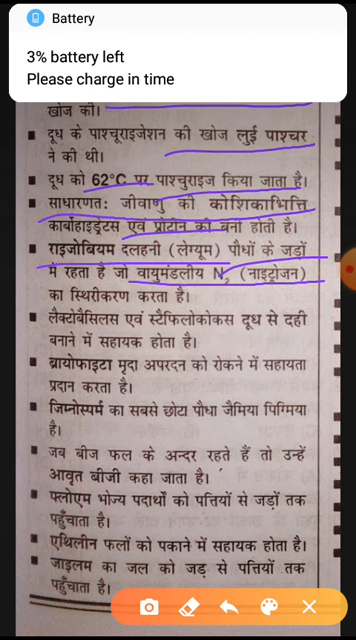 Battery
3% battery left
Please charge in time
खोज की।
दूध के पाश्चूराइजेशन की खोज लुई पाश्चर
ने की थी।
दूध को 62°C पर पाश्चुराइज किया जाता है।
साधारणत: जीवाणु की कोशिकाभित्ति
कार्बोहाइड्रेटस एवं प्रोटीन की बनी होती है।
राइजोबियम दलहनी (लेग्यूम) पौधों के जड़ों
में रहता है जो वायुमंडलीय N₂ (नाइट्रोजन)
का स्थिरीकरण करता है।
लैक्टोबैसिलस एवं स्टैफिलोकोकस दूध से दही
बनाने में सहायक होता है।
ब्रायोफाइटा मृदा अपरदन को रोकने में सहायता
प्रदान करता है।
जिम्नोस्पर्म का सबसे छोटा पौधा जैमिया पिग्मिया
है।
जब बीज फल के अन्दर रहते हैं तो उन्हें
आवृत बीजी कहा जाता है।
फ्लोएम भोज्य पदार्थों को पत्तियों से जड़ों तक
पहुँचाता है।
एथिलीन फलों को पकाने में सहायक होता है।
जाइलम का जल को जड़ से पत्तियों तक
पहुँचाता है।